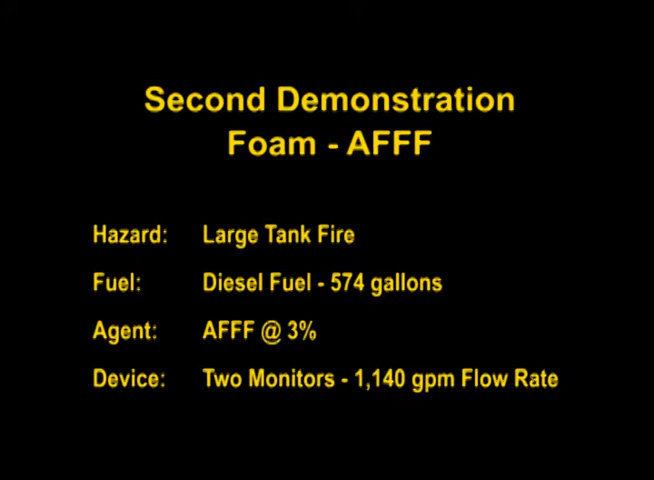 Second Demonstration
Foam - AFFF
Hazard: Large Tank Fire
Fuel: Diesel Fuel - 574 gallons
Agent: AFFF @ 3%
Device: Two Monitors - 1,140 gpm Flow Rate